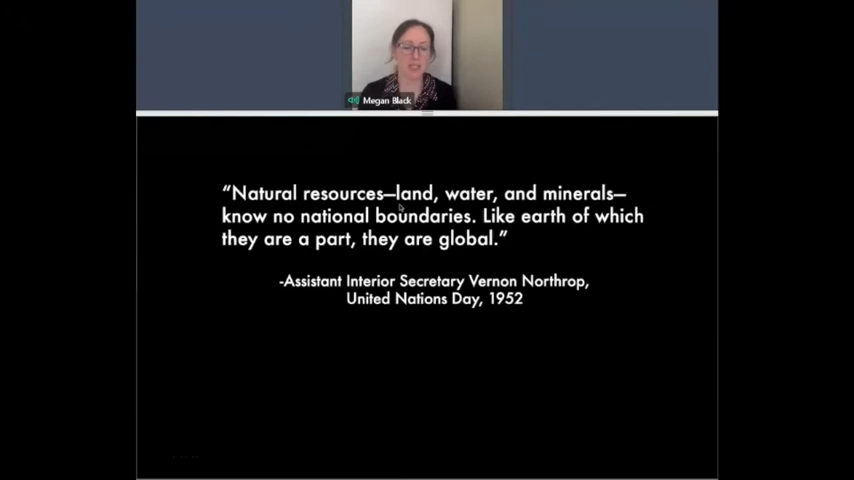 Megan Black
“Natural resources—land, water, and minerals—
know no national boundaries. Like earth of which
they are a part, they are global.”
-Assistant Interior Secretary Vernon Northrop,
United Nations Day, 1952